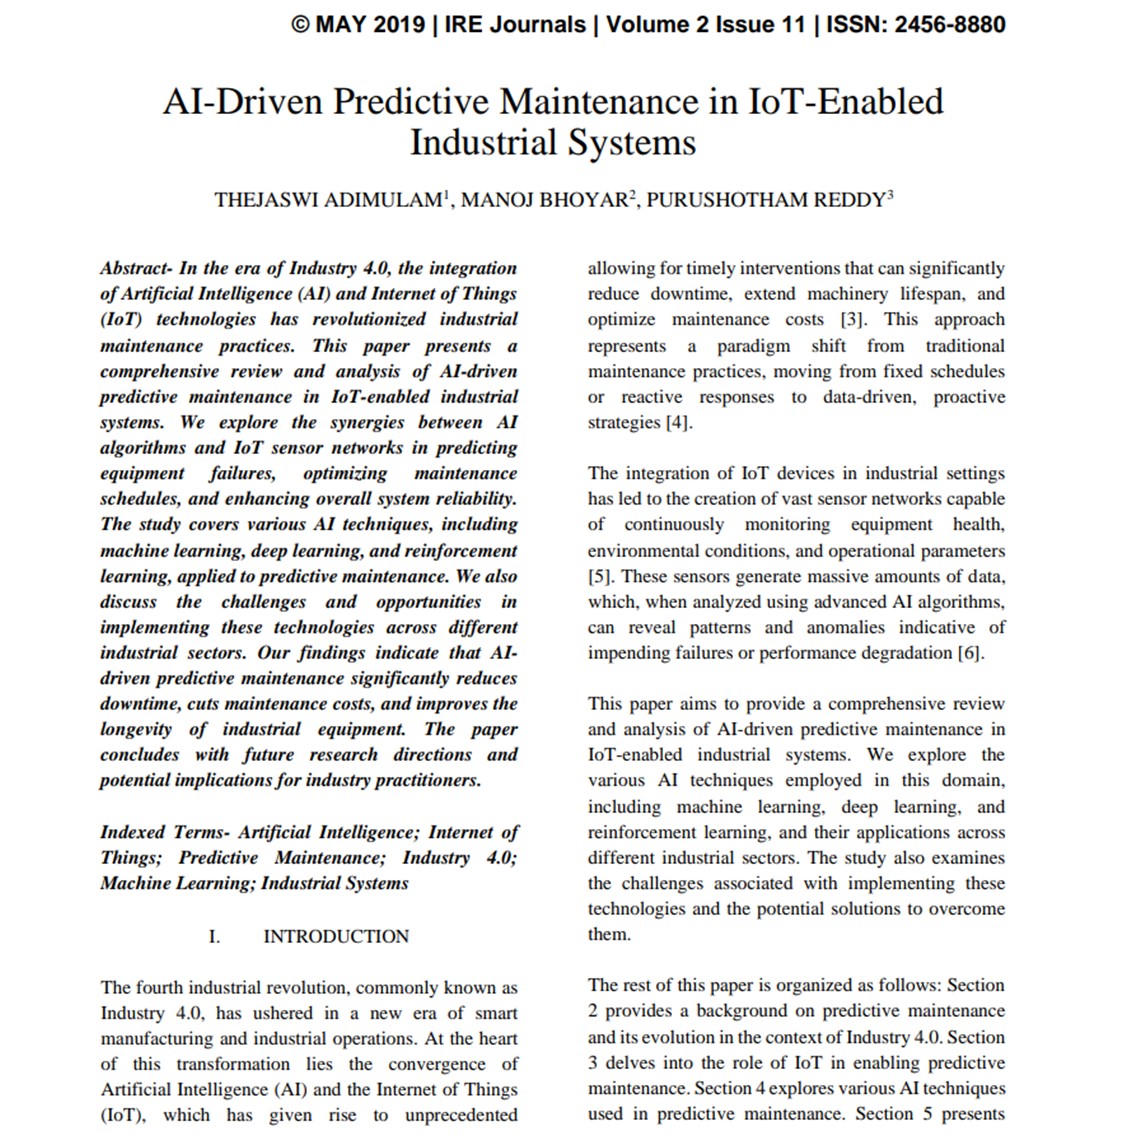 © MAY 2019 | IRE Journals | Volume 2 Issue 11 | ISSN: 2456-8880
AI-Driven Predictive Maintenance in IoT-Enabled
Industrial Systems
THEJASWI ADIMULAM¹, MANOJ BHOYAR², PURUSHOTHAM REDDY³
Abstract- In the era of Industry 4.0, the integration
of Artificial Intelligence (AI) and Internet of Things
(IoT) technologies has revolutionized industrial
maintenance practices. This paper presents a
comprehensive review and analysis of AI-driven
predictive maintenance in IoT-enabled industrial
systems. We explore the synergies between AI
algorithms and IoT sensor networks in predicting
equipment failures, optimizing maintenance
schedules, and enhancing overall system reliability.
The study covers various AI techniques, including
machine learning, deep learning, and reinforcement
learning, applied to predictive maintenance. We also
discuss the challenges and opportunities in
implementing these technologies across different
industrial sectors. Our findings indicate that AI-
driven predictive maintenance significantly reduces
downtime, cuts maintenance costs, and improves the
longevity of industrial equipment. The paper
concludes with future research directions and
potential implications for industry practitioners.
Indexed Terms- Artificial Intelligence; Internet of
Things; Predictive Maintenance; Industry 4.0;
Machine Learning; Industrial Systems
I. INTRODUCTION
The fourth industrial revolution, commonly known as
Industry 4.0, has ushered in a new era of smart
manufacturing and industrial operations. At the heart
of this transformation lies the convergence of
Artificial Intelligence (AI) and the Internet of Things
(IoT), which has given rise to unprecedented
allowing for timely interventions that can significantly
reduce downtime, extend machinery lifespan, and
optimize maintenance costs [3]. This approach
represents a paradigm shift from traditional
maintenance practices, moving from fixed schedules
or reactive responses to data-driven, proactive
strategies [4].
The integration of IoT devices in industrial settings
has led to the creation of vast sensor networks capable
of continuously monitoring equipment health,
environmental conditions, and operational parameters
[5]. These sensors generate massive amounts of data,
which, when analyzed using advanced AI algorithms,
can reveal patterns and anomalies indicative of
impending failures or performance degradation [6].
This paper aims to provide a comprehensive review
and analysis of AI-driven predictive maintenance in
IoT-enabled industrial systems. We explore the
various AI techniques employed in this domain,
including machine learning, deep learning, and
reinforcement learning, and their applications across
different industrial sectors. The study also examines
the challenges associated with implementing these
technologies and the potential solutions to overcome
them.
The rest of this paper is organized as follows: Section
2 provides a background on predictive maintenance
and its evolution in the context of Industry 4.0. Section
3 delves into the role of IoT in enabling predictive
maintenance. Section 4 explores various AI techniques
used in predictive maintenance. Section 5 presents